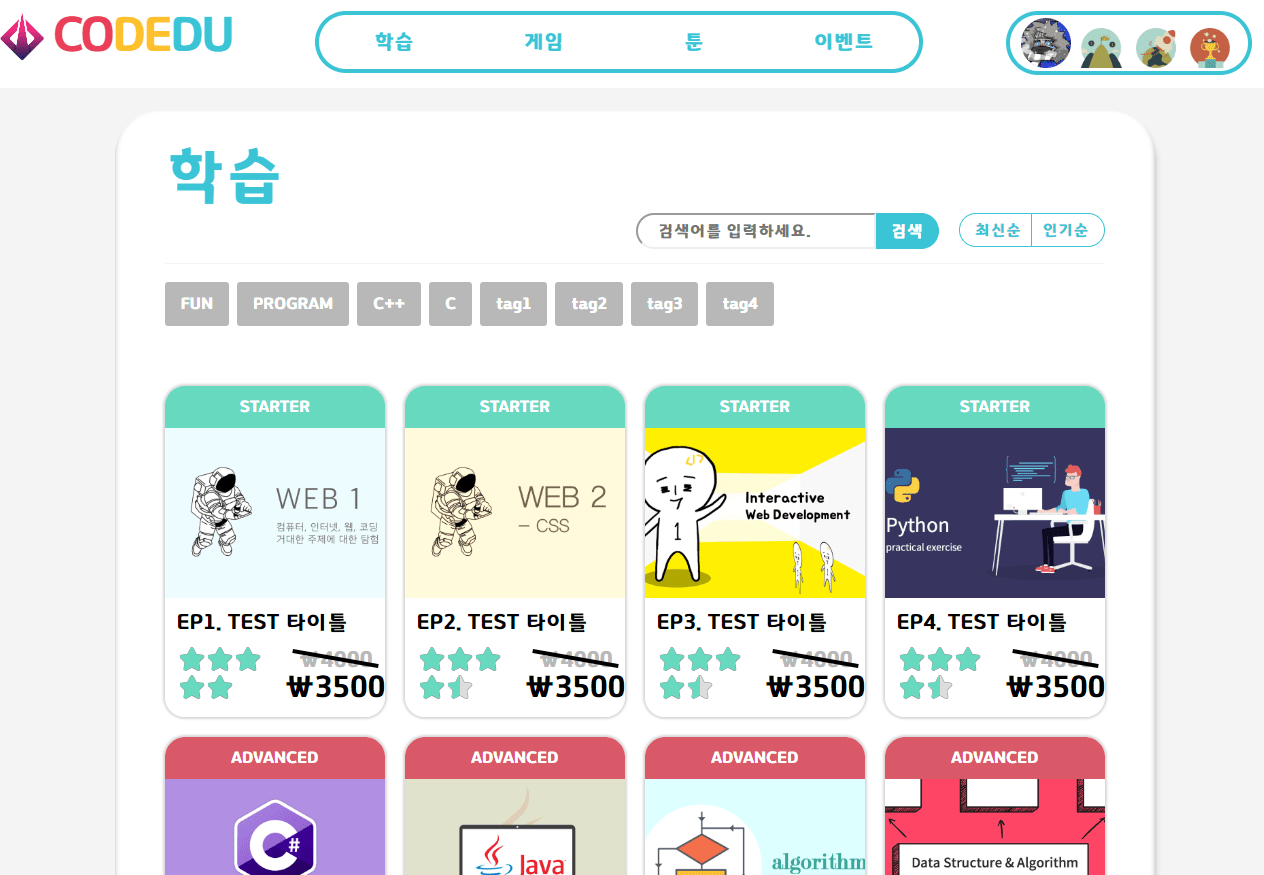 CODEDU
학습 게임 툰 이벤트
학습
검색어를 입력하세요. 검색 최신순 인기순
FUN PROGRAM C++ C tag1 tag2 tag3 tag4
STARTER
WEB 1
컴퓨터, 인터넷, 웹, 코딩
거대한 주제에 대한 탐험
EP1. TEST 타이틀
₩4000
₩3500
STARTER
WEB 2
– CSS
EP2. TEST 타이틀
₩4000
₩3500
STARTER
Interactive
Web Development
1
EP3. TEST 타이틀
₩4000
₩3500
STARTER
Python
practical exercise
EP4. TEST 타이틀
₩4000
₩3500
ADVANCED
C#
ADVANCED
Java
ADVANCED
algorithm
ADVANCED
Data Structure & Algorithm